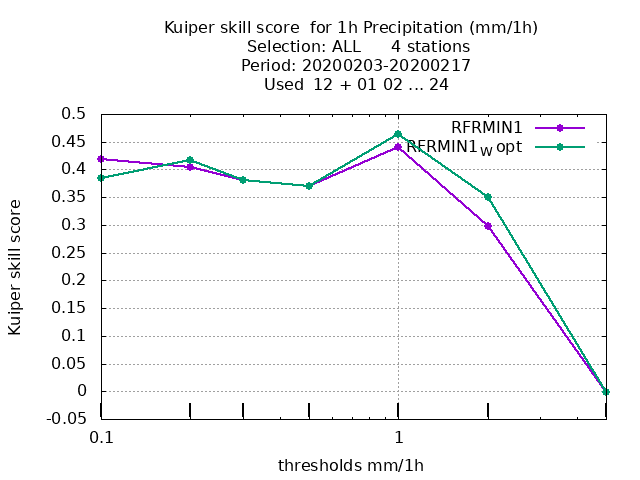 Kuiper skill score  for 1h Precipitation (mm/1h)
Selection: ALL      4 stations
Period: 20200203-20200217
Used  12 + 01 02 ... 24
RFRMIN1
RFRMIN1W opt
0.5
0.45
0.4
0.35
0.3
0.25
0.2
0.15
0.1
0.05
0
-0.05
Kuiper skill score
0.1
1
thresholds mm/1h